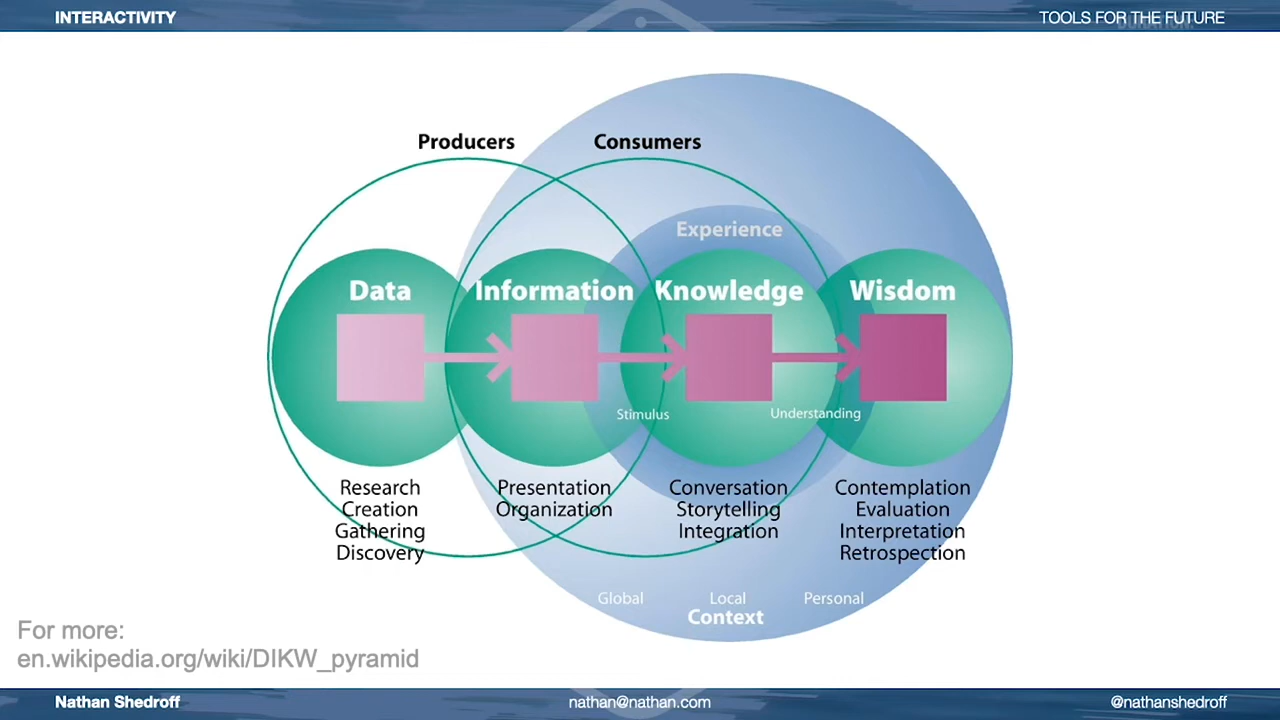 INTERACTIVITY
TOOLS FOR THE FUTURE
DURATION:
Producers
Consumers
Experience
Data
Information
Knowledge
Wisdom
Stimulus
Understanding
Research
Creation
Gathering
Discovery
Presentation
Organization
Conversation
Storytelling
Integration
Contemplation
Evaluation
Interpretation
Retrospection
Global
Local
Personal
Context
For more:
en.wikipedia.org/wiki/DIKW_pyramid
Nathan Shedroff
nathan@nathan.com
@nathanshedroff